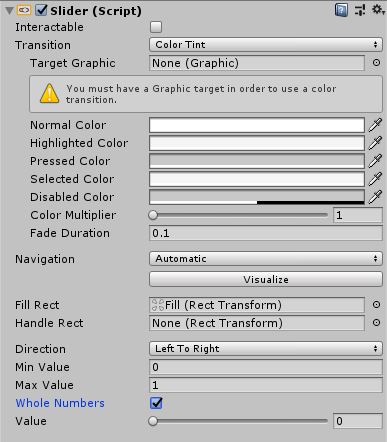 Slider (Script)
Interactable
Transition Color Tint
Target Graphic None (Graphic)
You must have a Graphic target in order to use a color
transition.
Normal Color
Highlighted Color
Pressed Color
Selected Color
Disabled Color
Color Multiplier 1
Fade Duration 0.1
Navigation Automatic
Visualize
Fill Rect Fill (Rect Transform)
Handle Rect None (Rect Transform)
Direction Left To Right
Min Value 0
Max Value 1
Whole Numbers
Value 0